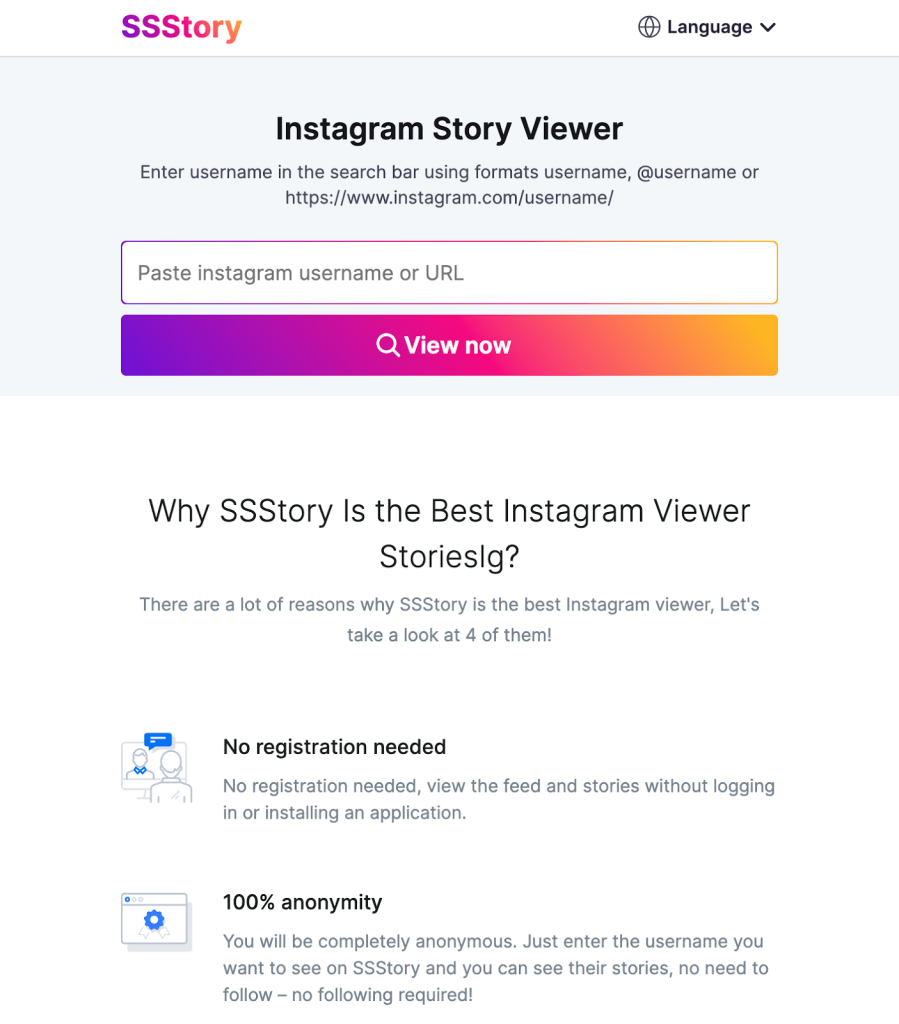 SSStory
Language
Instagram Story Viewer
Enter username in the search bar using formats username, @username or
https://www.instagram.com/username/
Paste instagram username or URL
View now
Why SSStory Is the Best Instagram Viewer
StoriesIg?
There are a lot of reasons why SSStory is the best Instagram viewer, Let's
take a look at 4 of them!
No registration needed
No registration needed, view the feed and stories without logging
in or installing an application.
100% anonymity
You will be completely anonymous. Just enter the username you
want to see on SSStory and you can see their stories, no need to
follow – no following required!